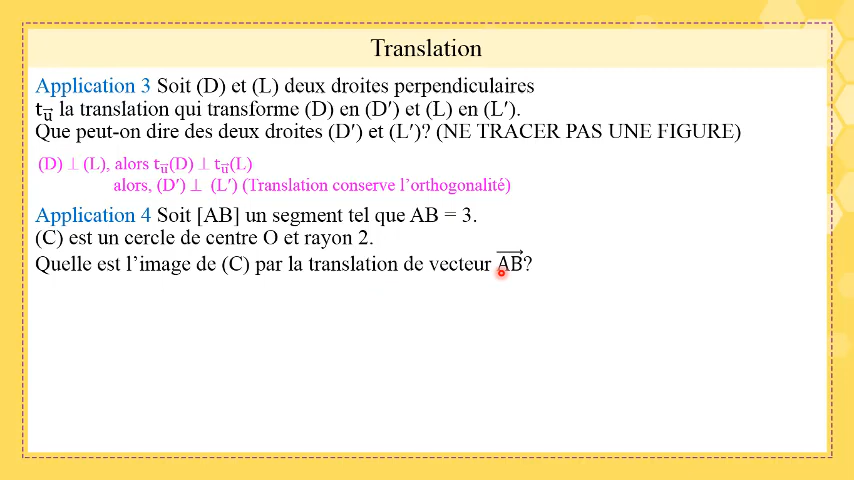 Translation
Application 3 Soit (D) et (L) deux droites perpendiculaires
t_u⃗ la translation qui transforme (D) en (D′) et (L) en (L′).
Que peut-on dire des deux droites (D′) et (L′)? (NE TRACER PAS UNE FIGURE)
(D) ⊥ (L), alors t_u⃗(D) ⊥ t_u⃗(L)
alors, (D′) ⊥ (L′) (Translation conserve l’orthogonalité)
Application 4 Soit [AB] un segment tel que AB = 3.
(C) est un cercle de centre O et rayon 2.
Quelle est l’image de (C) par la translation de vecteur A͞B⃗?